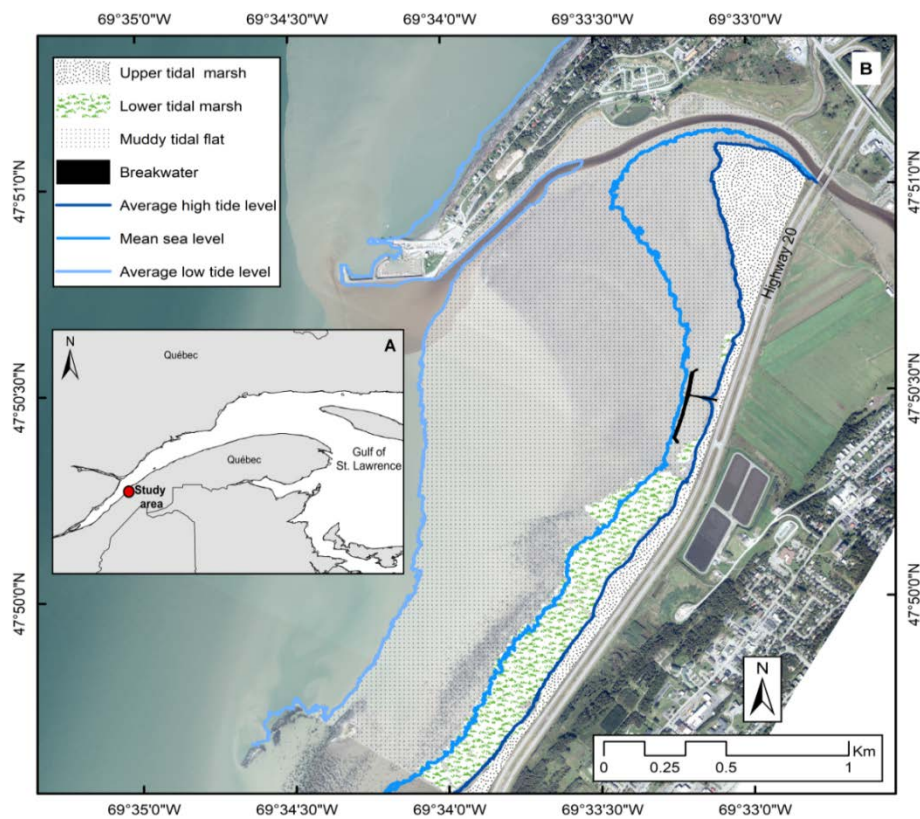 69°35'0"W 69°34'0"W 69°33'30"W 69°33'0"W
B
Upper tidal marsh
Lower tidal marsh
Muddy tidal flat
Breakwater
Average high tide level
Mean sea level
Average low tide level
47°51'0"N
47°51'0"N
Highway 20
N
A
Québec
Québec
Gulf of
St. Lawrence
Study
area
47°50'30"N
47°50'30"N
47°50'0"N
47°50'0"N
N
Km
0 0.25 0.5 1
69°35'0"W 69°34'30"W 69°34'0"W 69°33'30"W 69°33'0"W